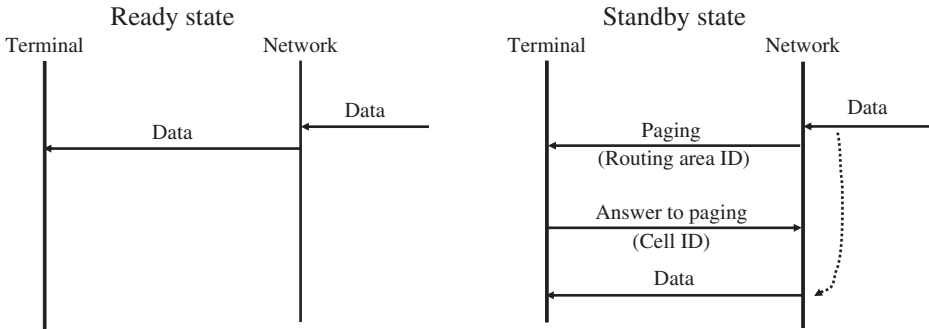 Ready state
Terminal
Network
Data
Data
Standby state
Terminal
Network
Data
Paging
(Routing area ID)
Answer to paging
(Cell ID)
Data